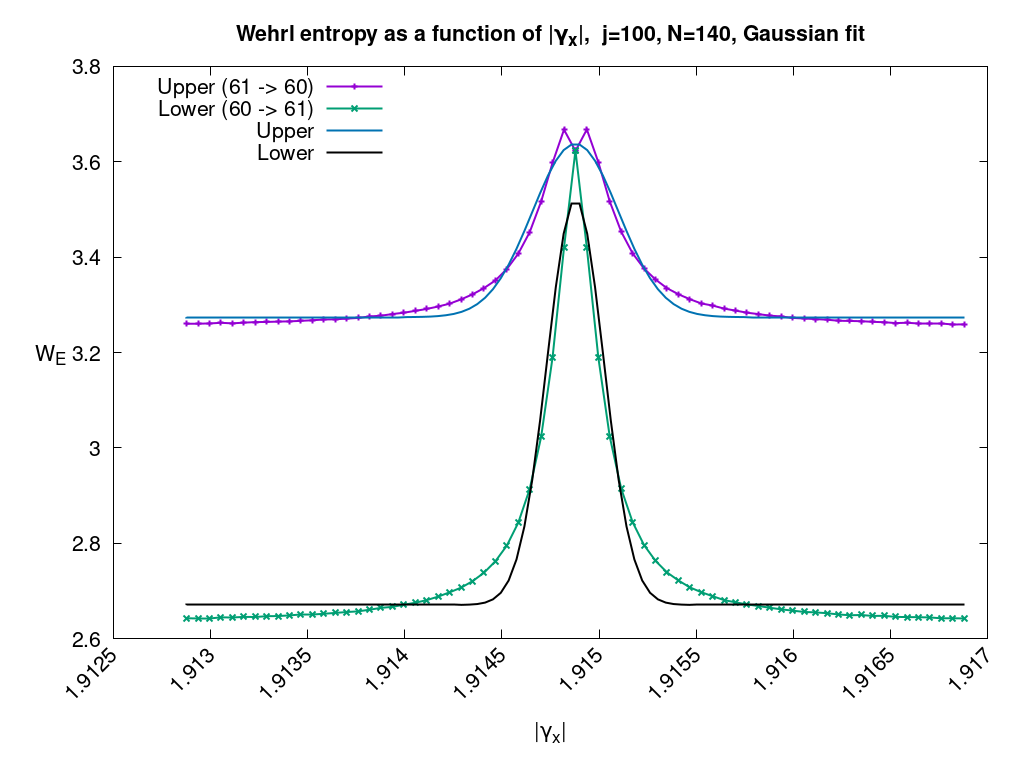 Wehrl entropy as a function of |γx|, j=100, N=140, Gaussian fit
Upper (61 -> 60)
Lower (60 -> 61)
Upper
Lower
3.8
3.6
3.4
3.2
3
2.8
2.6
WE
1.9125
1.913
1.9135
1.914
1.9145
1.915
1.9155
1.916
1.9165
1.917
|γx|